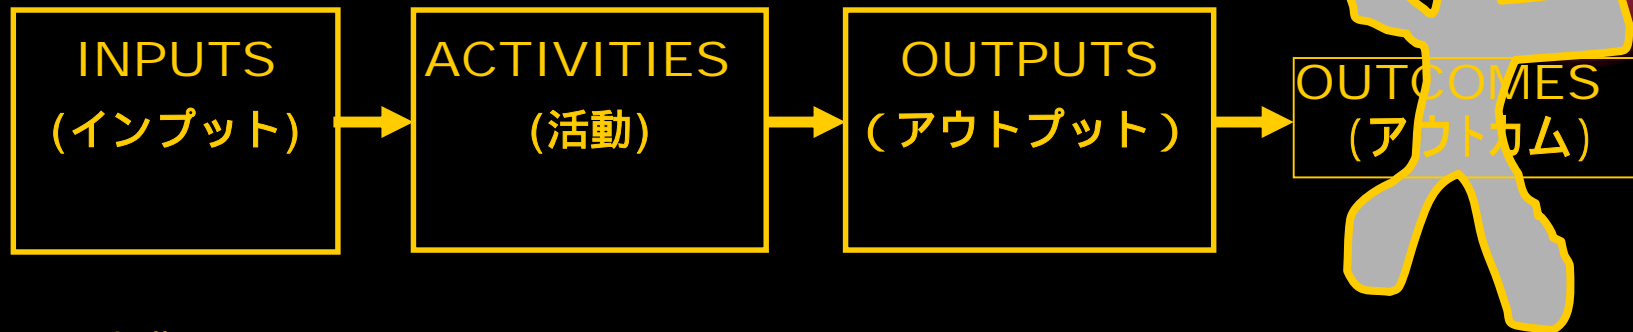 INPUTS
(インプット)
ACTIVITIES
(活動)
OUTPUTS
(アウトプット)
OUTCOMES
(アウトカム)